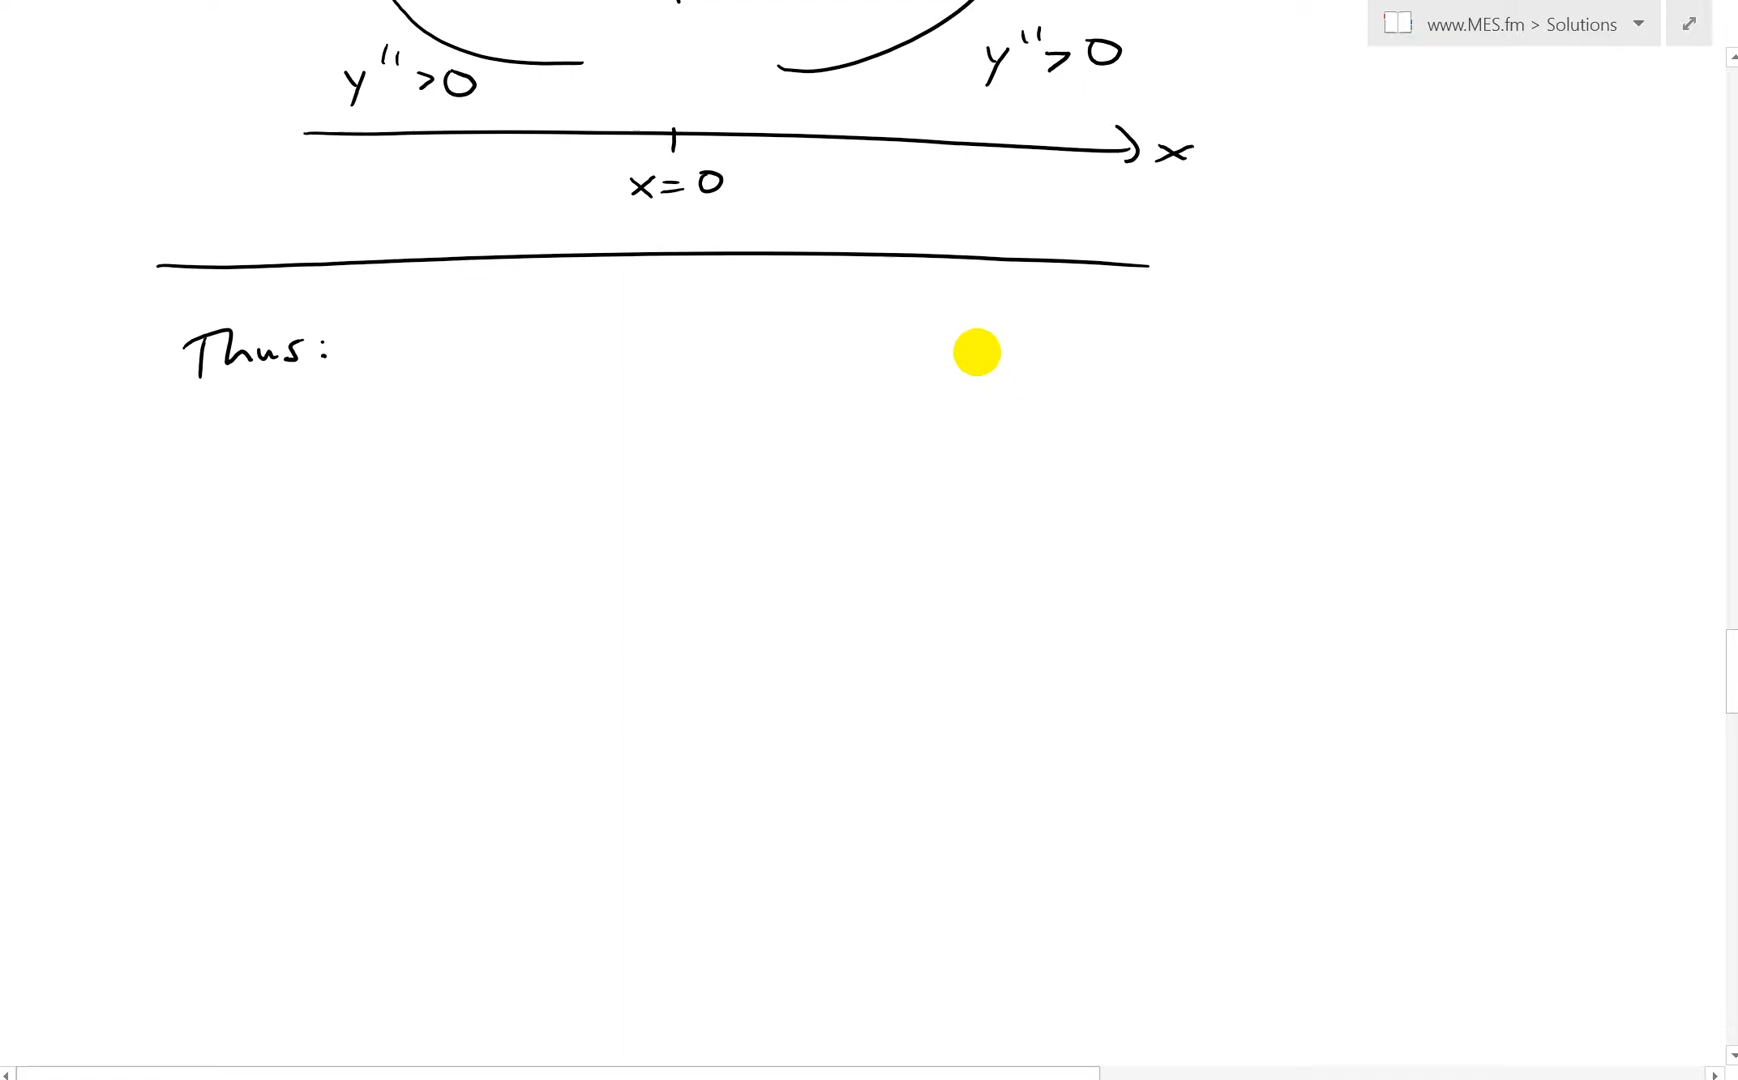 www.MES.fm > Solutions
y'' > 0
y'' > 0
x
x = 0
Thus: